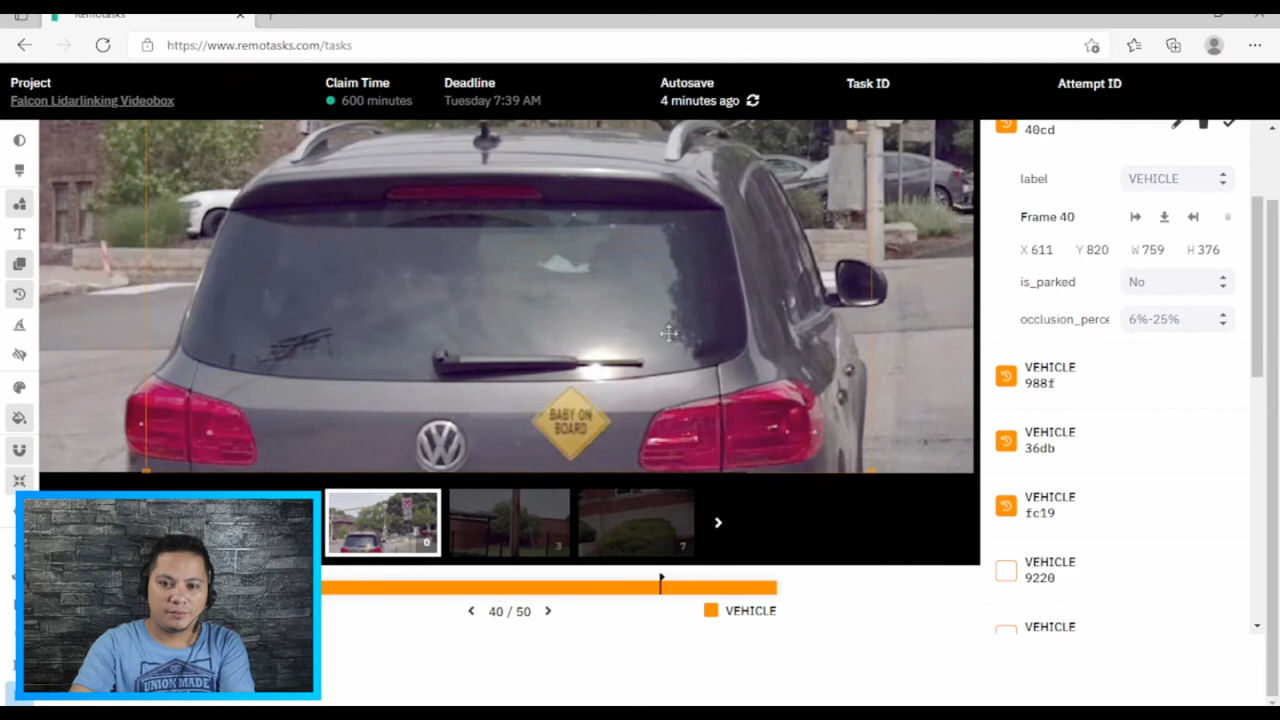 Remotasks
https://www.remotasks.com/tasks
Project
Claim Time
Deadline
Autosave
Task ID
Attempt ID
Falcon Lidarlinking Videobox
600 minutes
Tuesday 7:39 AM
4 minutes ago
40cd
label
VEHICLE
Frame 40
X 611
Y 820
W 759
H 376
is_parked
No
occlusion_perce
6%-25%
VEHICLE
988f
VEHICLE
36db
VEHICLE
fc19
VEHICLE
9220
VEHICLE
BABY ON
BOARD
0
3
7
40 / 50
VEHICLE
UNION MADE